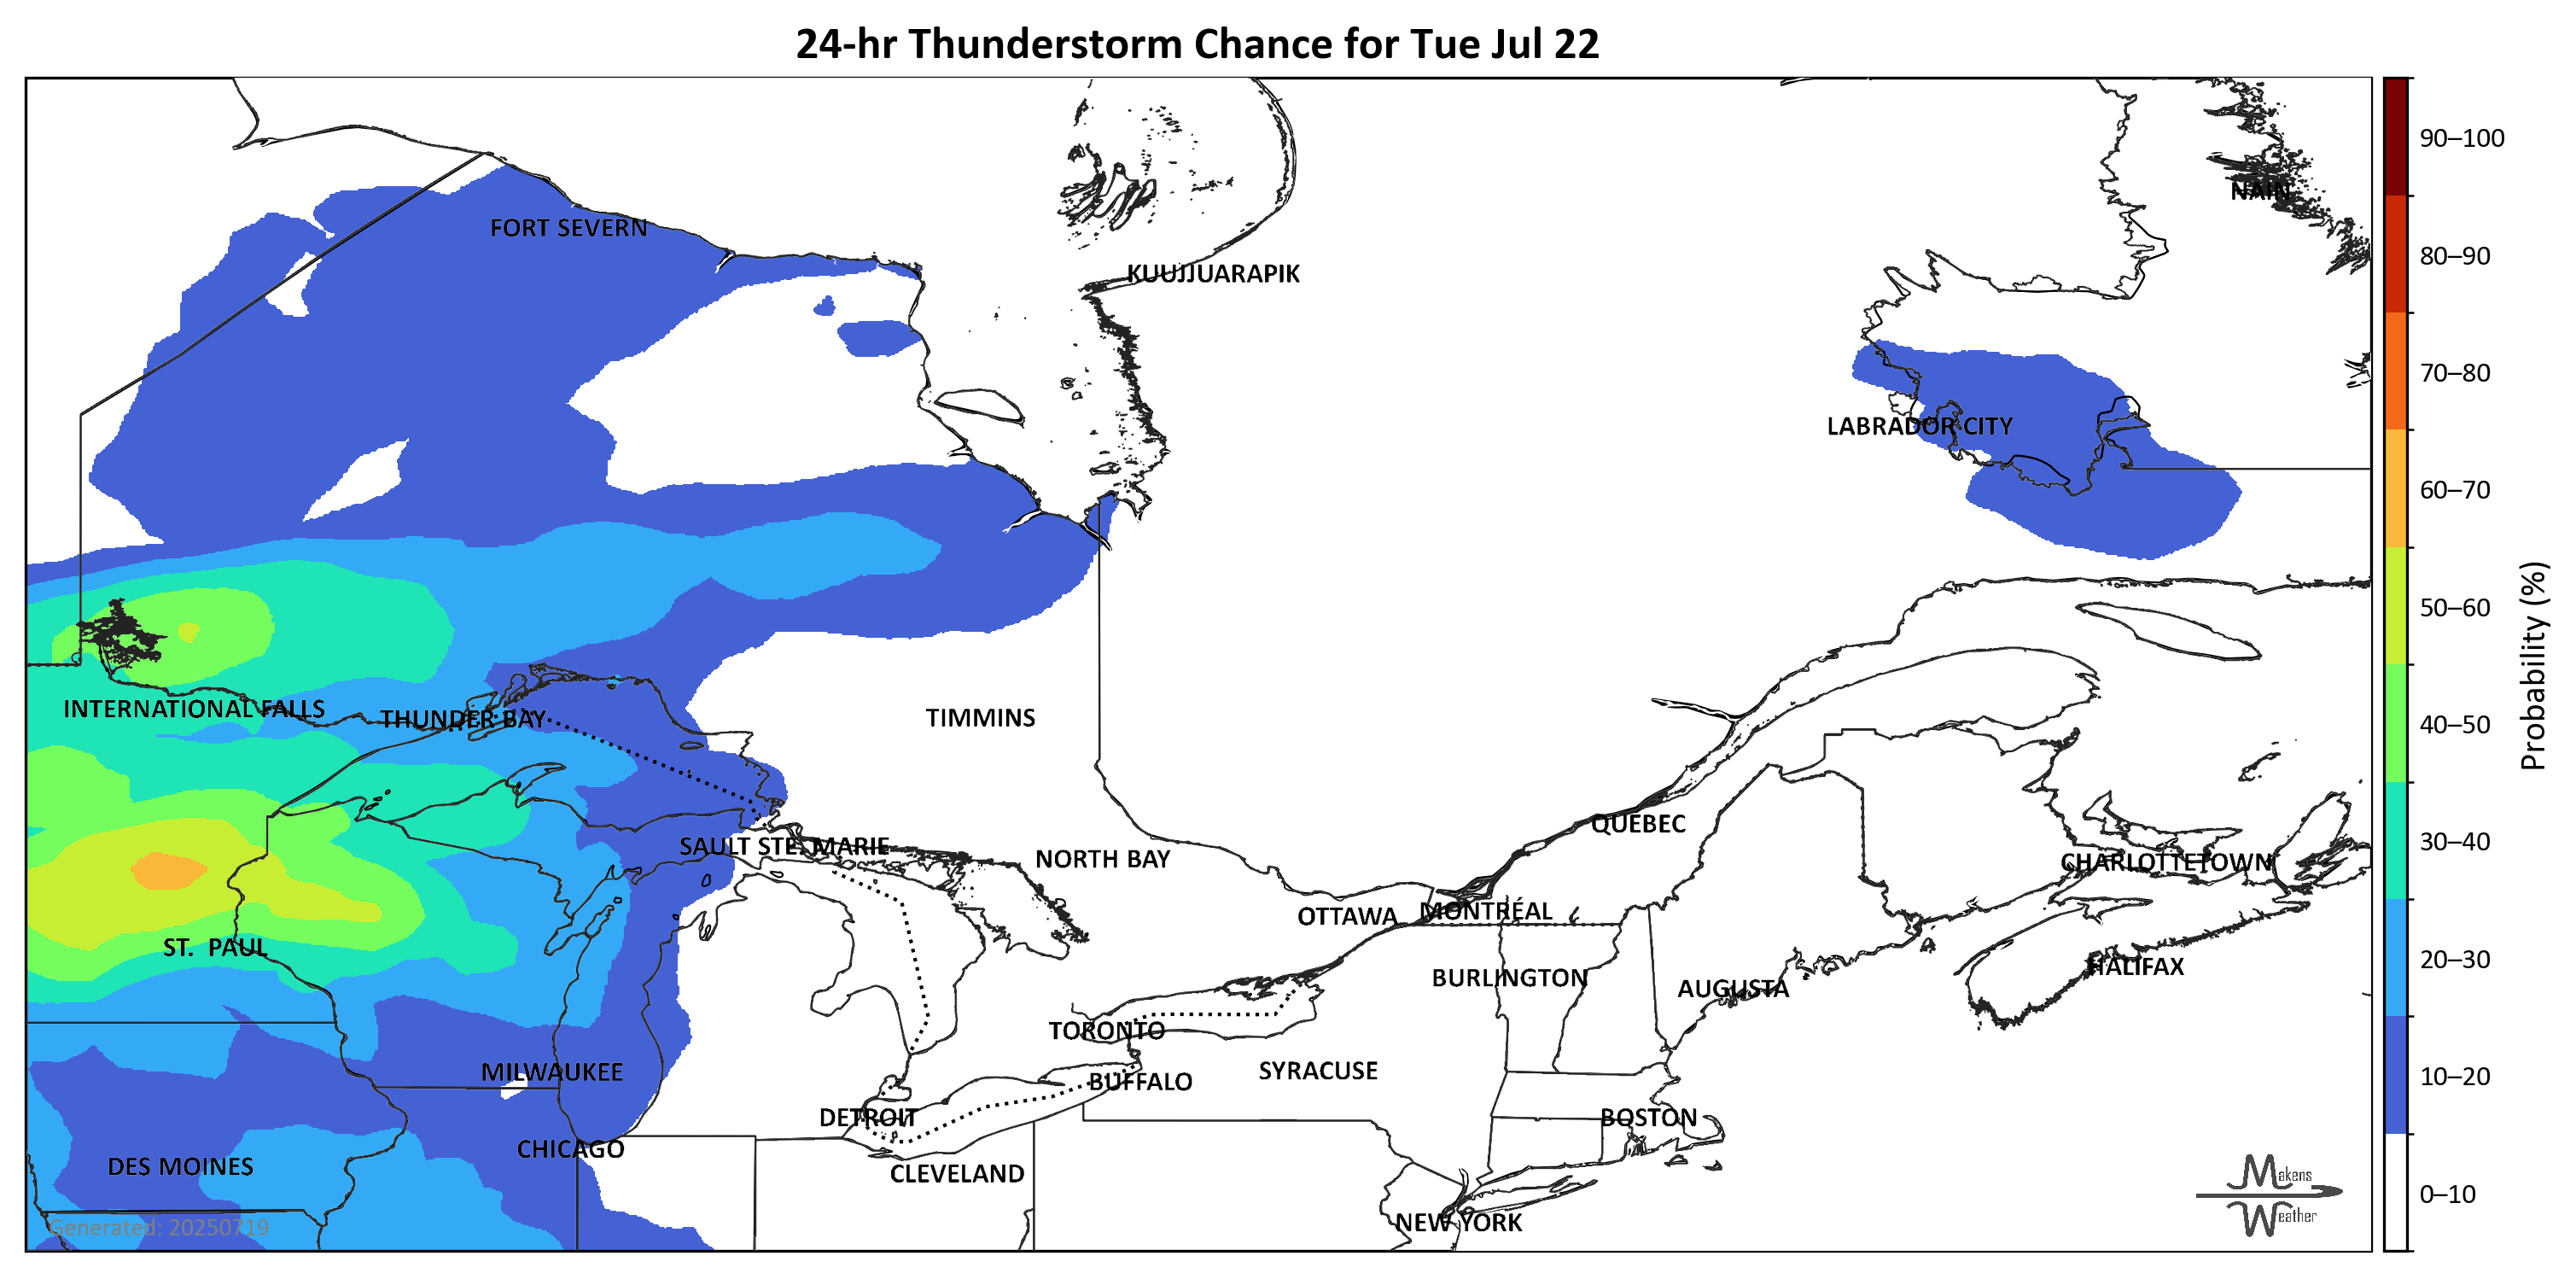 24-hr Thunderstorm Chance for Tue Jul 22
90–100
NAIN
FORT SEVERN
80–90
KUUJJUARAPIK
70–80
LABRADOR CITY
60–70
50–60
Probability (%)
INTERNATIONAL FALLS
THUNDER BAY
TIMMINS
40–50
QUEBEC
SAULT STE. MARIE
30–40
NORTH BAY
CHARLOTTETOWN
OTTAWA
MONTRÉAL
ST. PAUL
20–30
HALIFAX
BURLINGTON
AUGUSTA
TORONTO
MILWAUKEE
SYRACUSE
10–20
BUFFALO
DETROIT
BOSTON
CHICAGO
DES MOINES
CLEVELAND
Makens
Weather
0–10
NEW YORK
Generated: 20250719